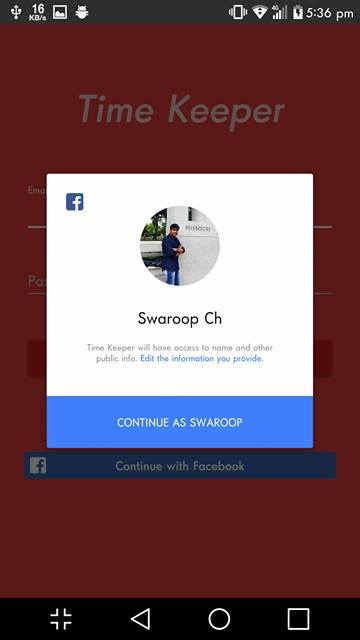 16
KB/s
4G
5:36 pm
Time Keeper
Ema
MISSOURI
Swaroop Ch
Pa
Time Keeper will have access to name and other
public info. Edit the information you provide.
CONTINUE AS SWAROOP
Continue with Facebook